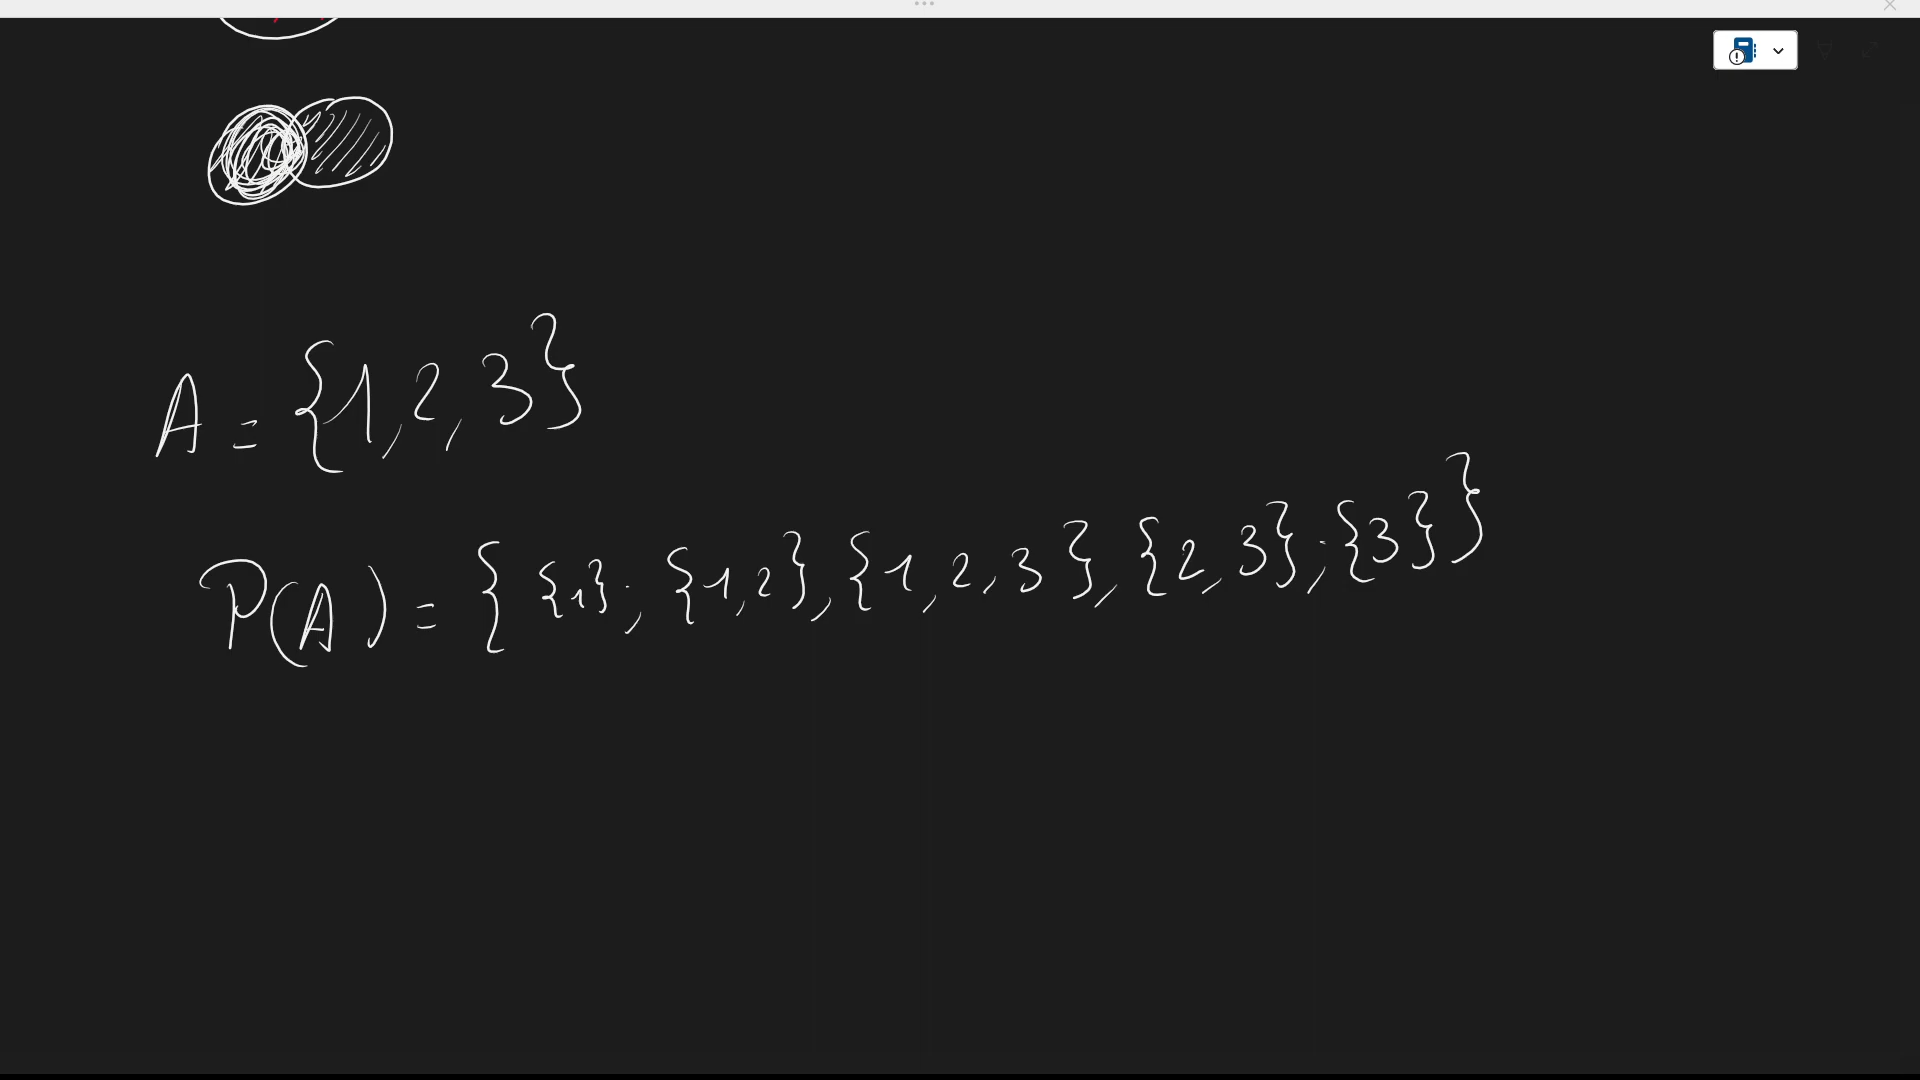 A = {1, 2, 3}
P(A) = { {1}; {1,2}, {1, 2, 3}, {2, 3}; {3} }